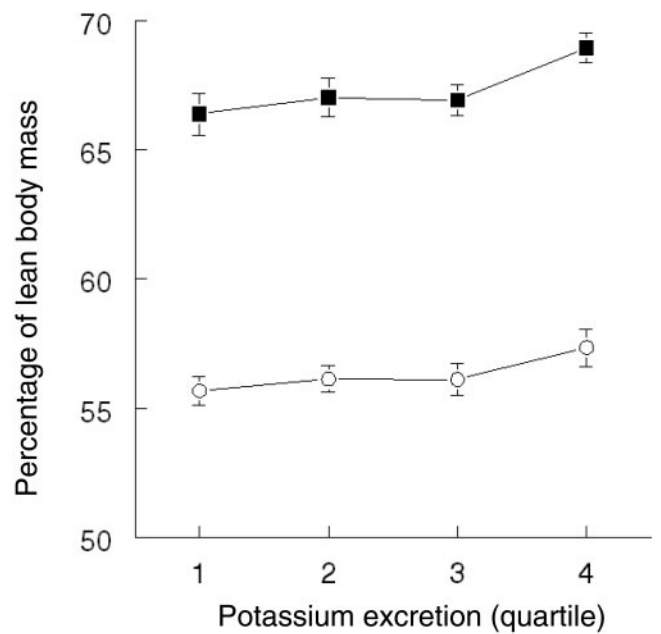 70
65
60
55
50
Percentage of lean body mass
1 2 3 4
Potassium excretion (quartile)